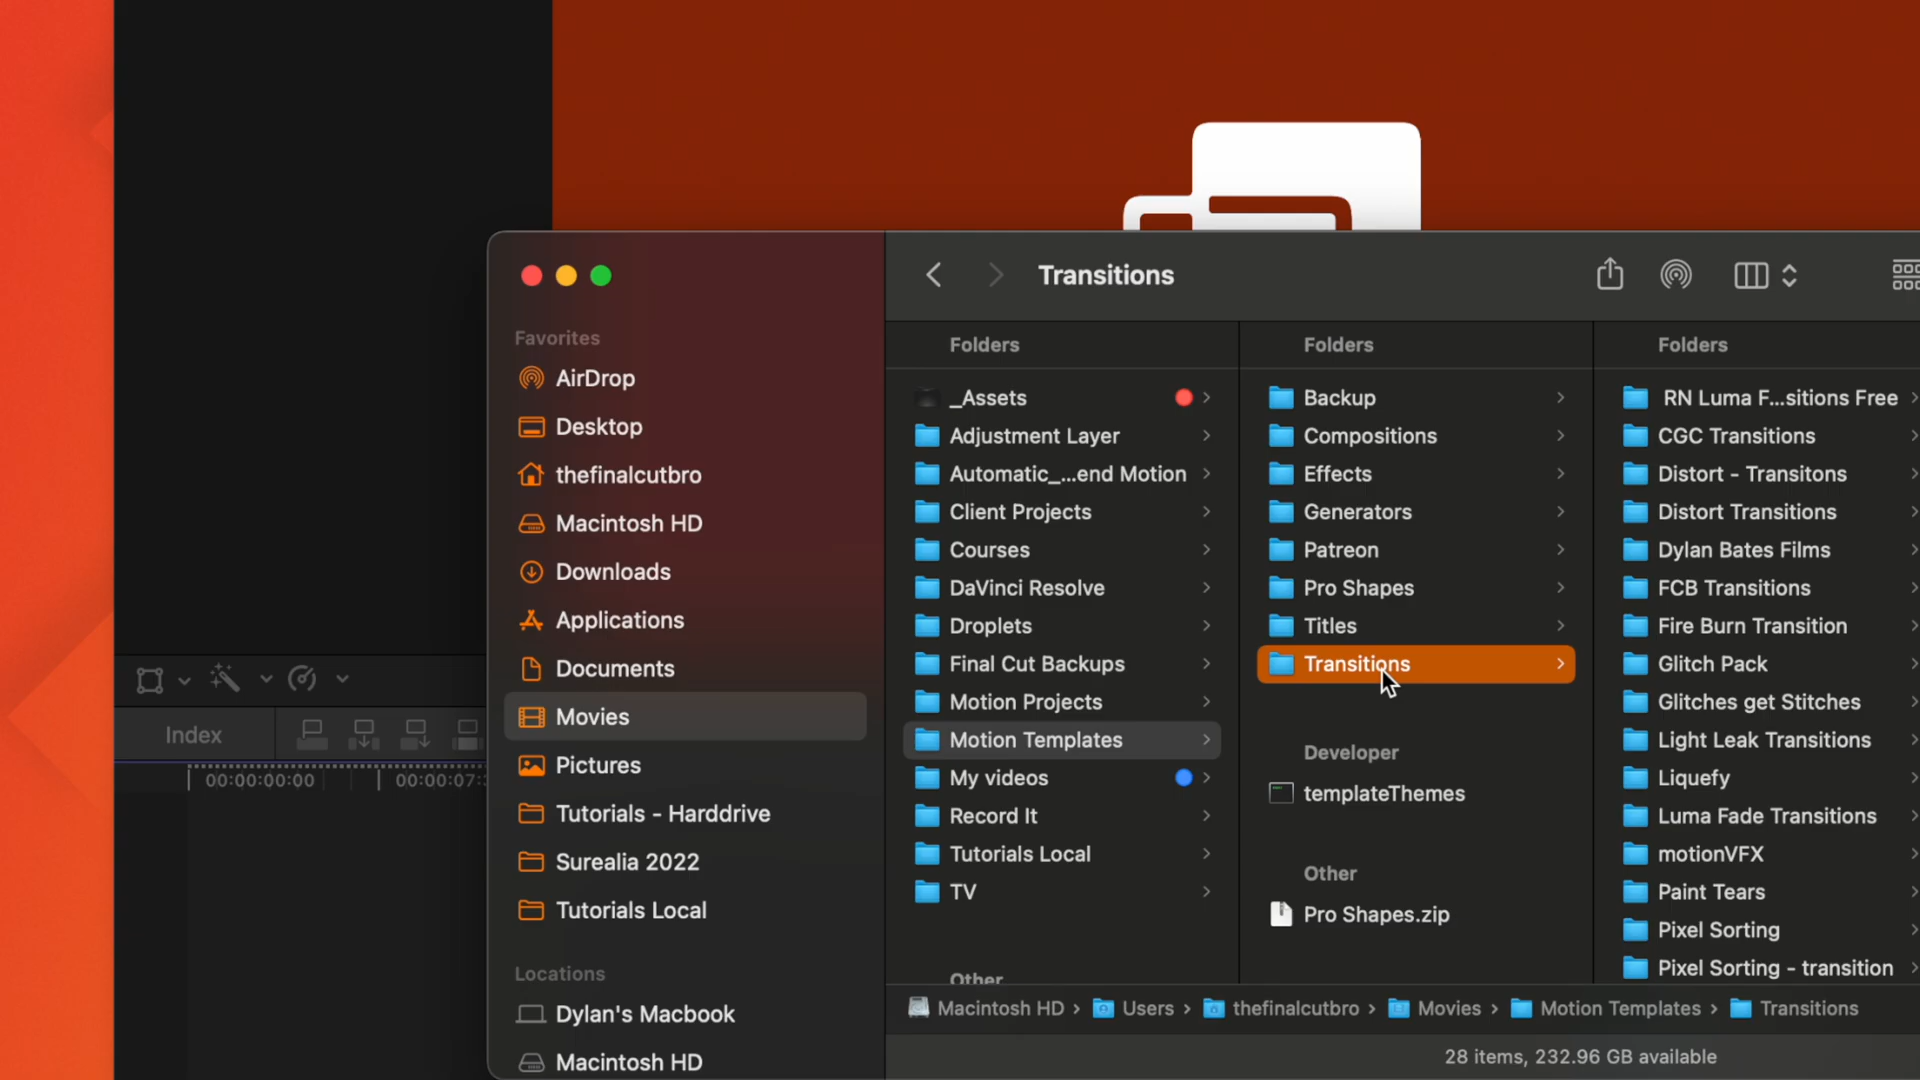 Transitions
Favorites
AirDrop
Desktop
thefinalcutbro
Macintosh HD
Downloads
Applications
Documents
Movies
Pictures
Tutorials - Harddrive
Surealia 2022
Tutorials Local
Locations
Dylan's Macbook
Macintosh HD
Folders
_Assets
Adjustment Layer
Automatic_...end Motion
Client Projects
Courses
DaVinci Resolve
Droplets
Final Cut Backups
Motion Projects
Motion Templates
My videos
Record It
Tutorials Local
TV
Other
Folders
Backup
Compositions
Effects
Generators
Patreon
Pro Shapes
Titles
Transitions
Developer
templateThemes
Other
Pro Shapes.zip
Folders
RN Luma F...sitions Free
CGC Transitions
Distort - Transitons
Distort Transitions
Dylan Bates Films
FCB Transitions
Fire Burn Transition
Glitch Pack
Glitches get Stitches
Light Leak Transitions
Liquefy
Luma Fade Transitions
motionVFX
Paint Tears
Pixel Sorting
Pixel Sorting - transition
Macintosh HD › Users › thefinalcutbro › Movies › Motion Templates › Transitions
28 items, 232.96 GB available
Index
00:00:00:00
00:00:07: